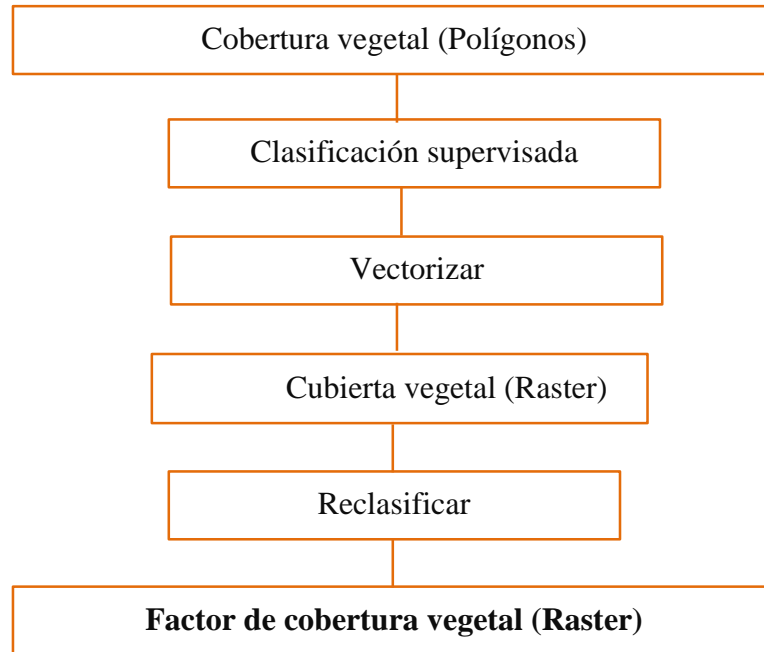 Cobertura vegetal (Polígonos)
Clasificación supervisada
Vectorizar
Cubierta vegetal (Raster)
Reclasificar
Factor de cobertura vegetal (Raster)